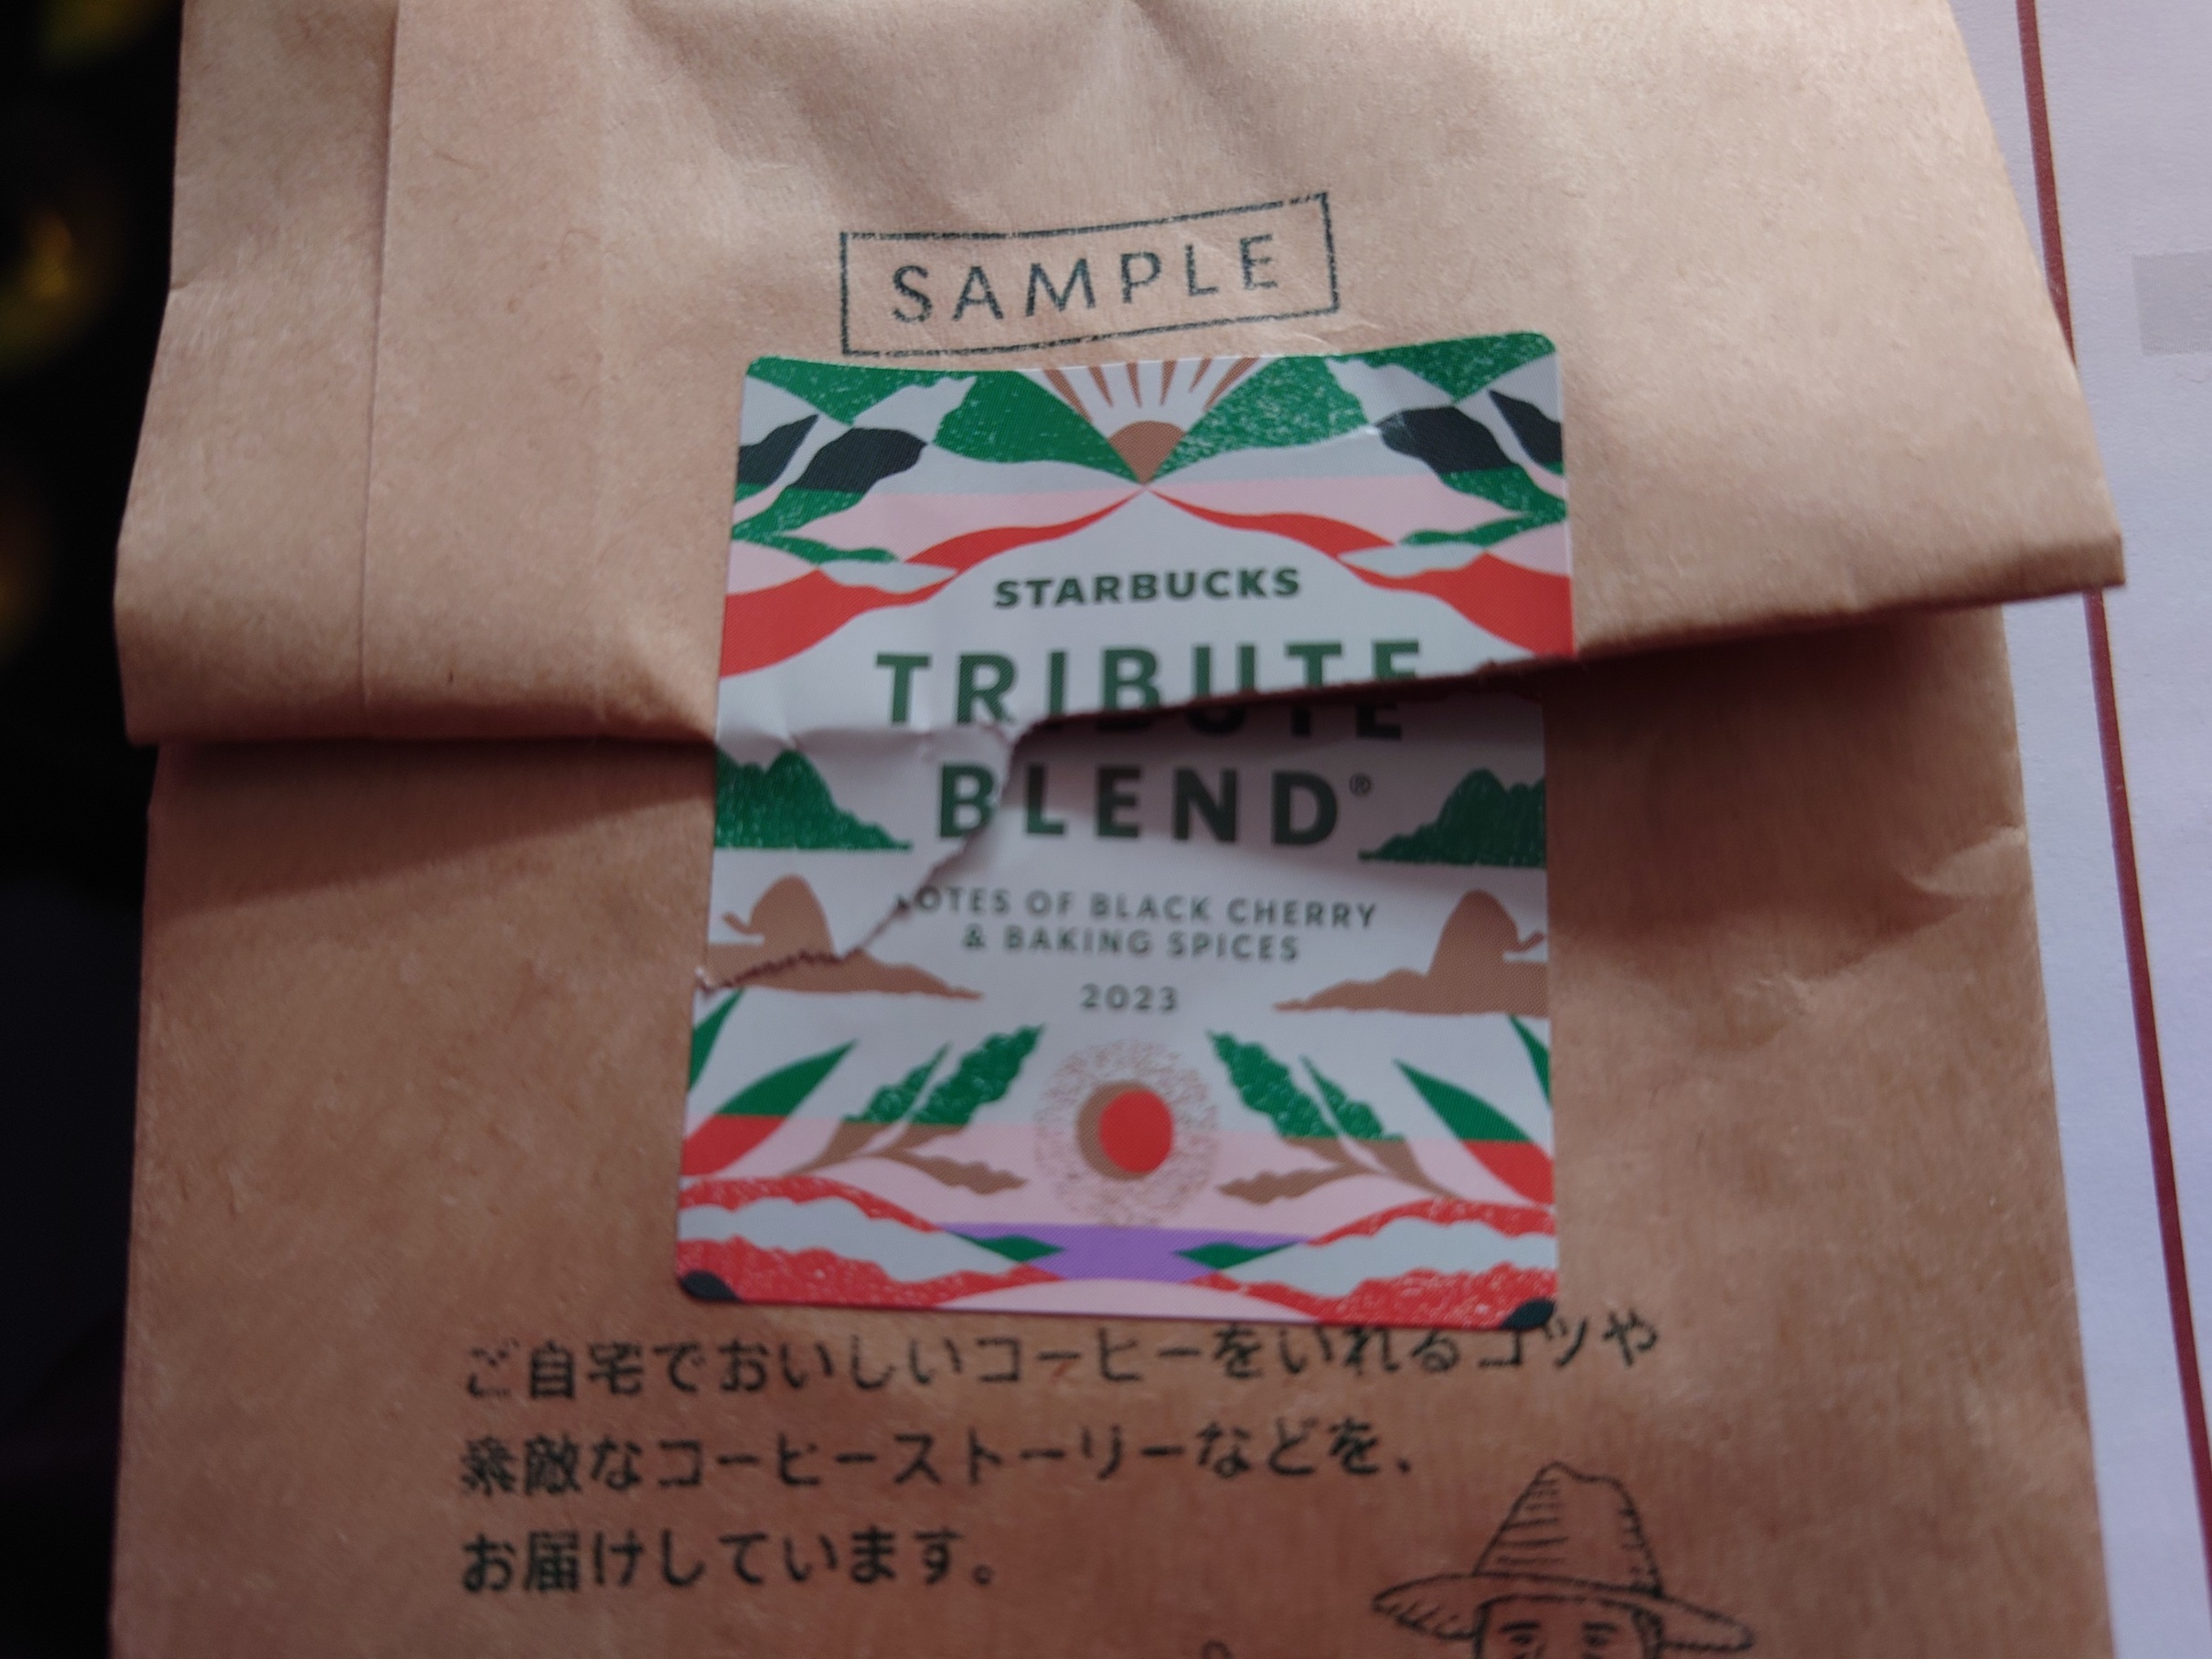 SAMPLE
STARBUCKS
TRIBUTE
BLEND®
NOTES OF BLACK CHERRY
& BAKING SPICES
2023
ご自宅でおいしいコーヒーをいれるコツや
素敵なコーヒーストーリーなどを、
お届けしています。